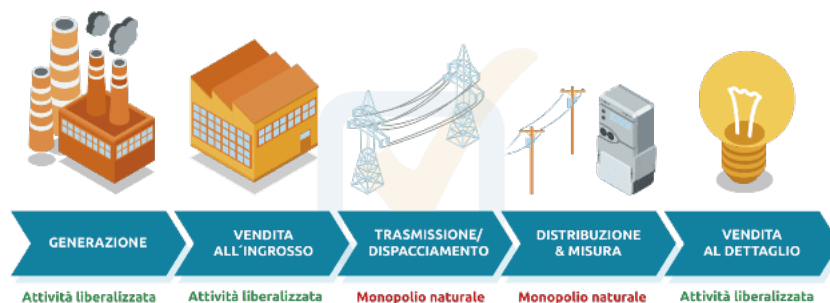 GENERAZIONE
VENDITA
ALL'INGROSSO
TRASMISSIONE/
DISPACCIAMENTO
DISTRIBUZIONE
& MISURA
VENDITA
AL DETTAGLIO
Attività liberalizzata
Attività liberalizzata
Monopolio naturale
Monopolio naturale
Attività liberalizzata